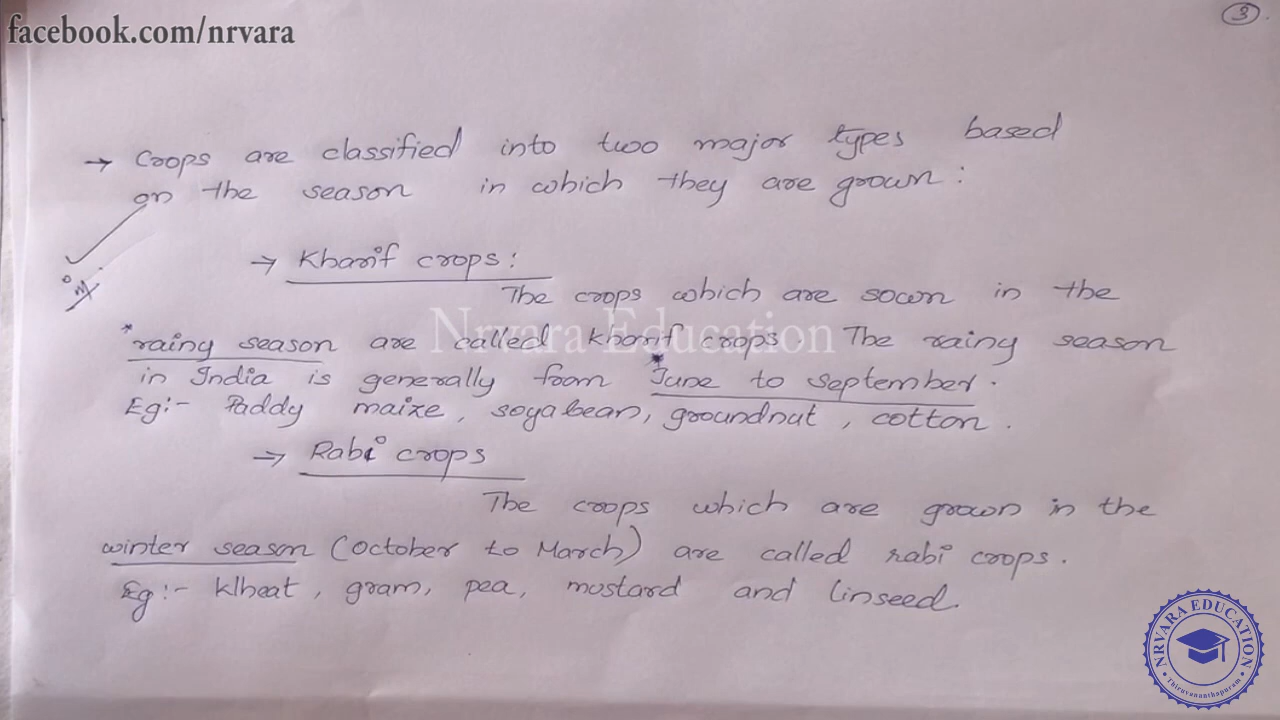 facebook.com/nrvara
3
→ Crops are classified into two major types based
on the season in which they are grown:
→ Kharif crops:
The crops which are sown in the
*rainy season are called kharif crops The rainy season
in India is generally from *June to september.
Eg:- Paddy maize, soyabean, groundnut, cotton.
→ Rabi crops
The crops which are grown in the
winter season (October to March) are called rabi crops.
Eg:- Wheat, gram, pea, mustard and linseed.
Nrvara Education
NRVARA EDUCATION
Thiruvananthapuram